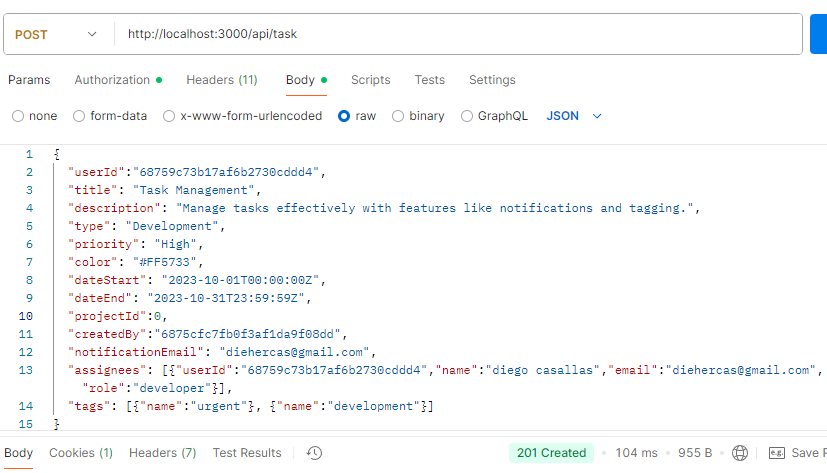 POST http://localhost:3000/api/task
Params Authorization Headers (11) Body Scripts Tests Settings
none form-data x-www-form-urlencoded raw binary GraphQL JSON
1 {
2 "userId":"68759c73b17af6b2730cddd4",
3 "title": "Task Management",
4 "description": "Manage tasks effectively with features like notifications and tagging.",
5 "type": "Development",
6 "priority": "High",
7 "color": "#FF5733",
8 "dateStart": "2023-10-01T00:00:00Z",
9 "dateEnd": "2023-10-31T23:59:59Z",
10 "projectId":0,
11 "createdBy":"6875cfc7fb0f3af1da9f08dd",
12 "notificationEmail": "diehercas@gmail.com",
13 "assignees": [{"userId":"68759c73b17af6b2730cddd4","name":"diego casallas","email":"diehercas@gmail.com",
"role":"developer"}],
14 "tags": [{"name":"urgent"}, {"name":"development"}]
15 }
Body Cookies (1) Headers (7) Test Results 201 Created 104 ms 955 B e.g. Save R